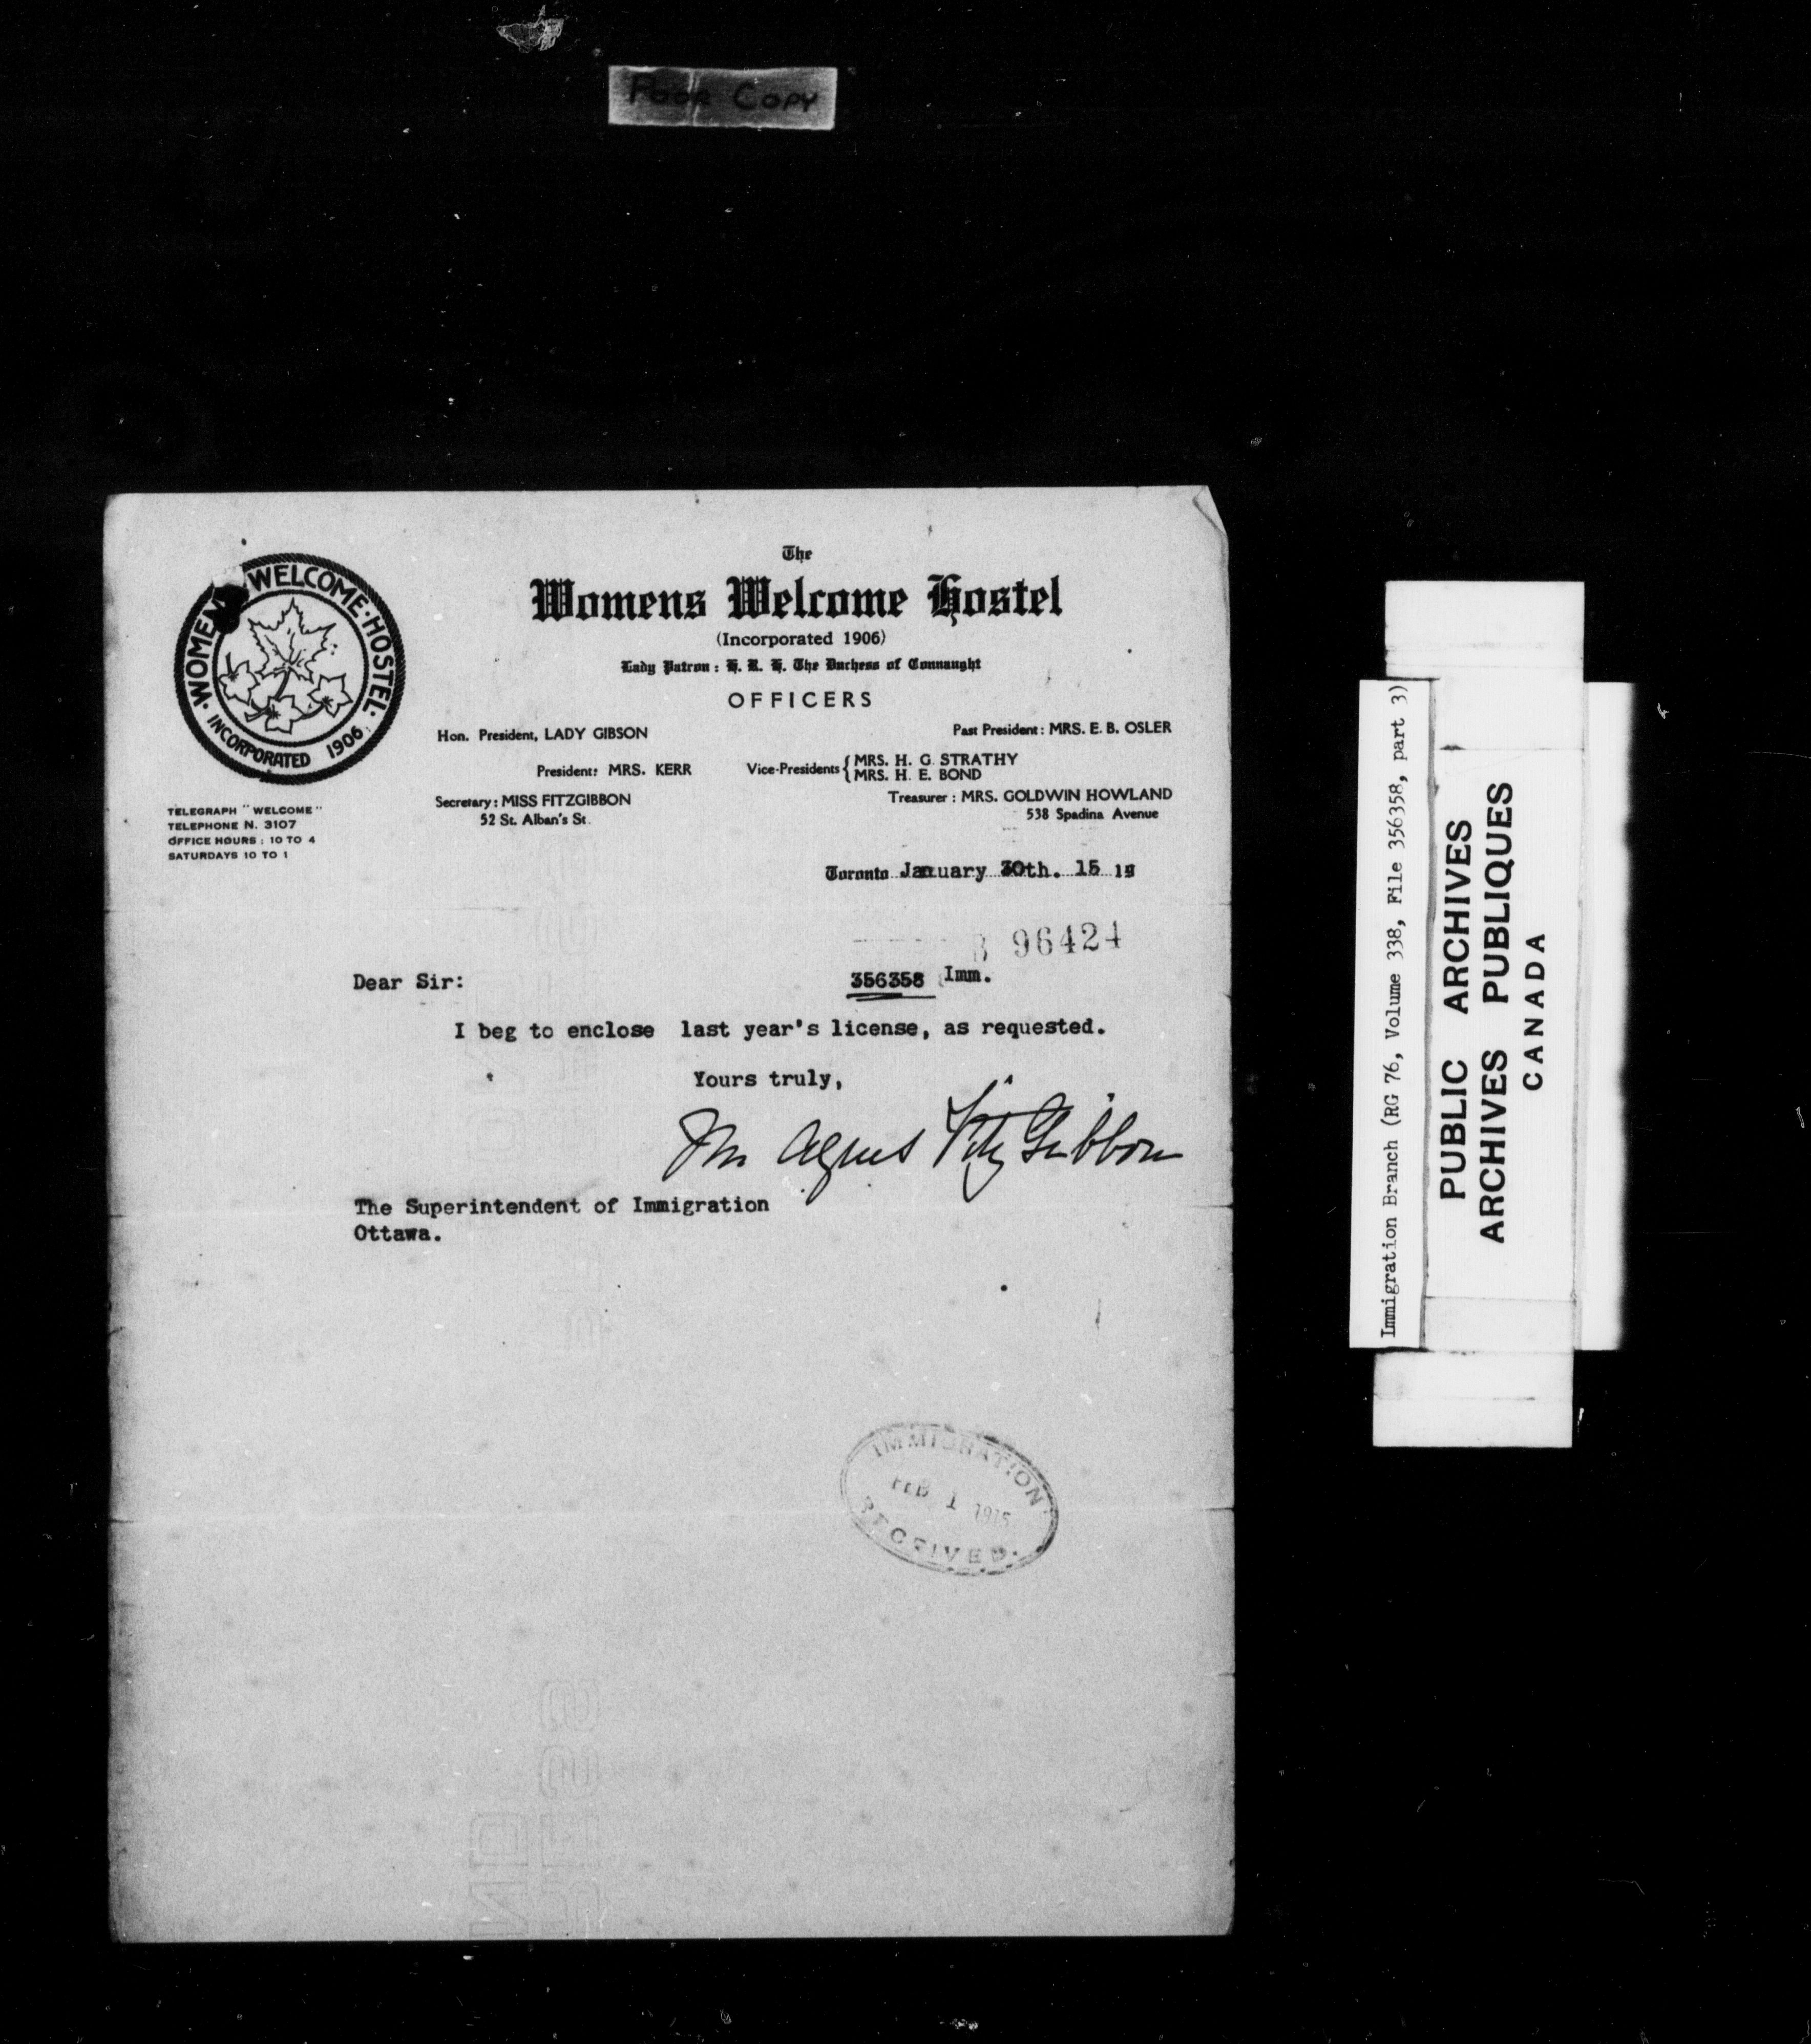 Poor Copy
The
Womens Welcome Hostel
(Incorporated 1906)
Lady Patron : H. R. H. The Duchess of Connaught
OFFICERS
Hon. President, LADY GIBSON
Past President : MRS. E. B. OSLER
President: MRS. KERR
Vice-Presidents { MRS. H. G. STRATHY
MRS. H. E. BOND
Secretary : MISS FITZGIBBON
52 St. Alban's St.
Treasurer : MRS. GOLDWIN HOWLAND
538 Spadina Avenue
WOMENS WELCOME·HOSTEL·
INCORPORATED 1906
TELEGRAPH "WELCOME"
TELEPHONE N. 3107
OFFICE HOURS : 10 TO 4
SATURDAYS 10 TO 1
Toronto January 30th. 15 19
96424
Dear Sir:
356358 Imm.
I beg to enclose last year's license, as requested.
Yours truly,
M Agnes FitzGibbon
The Superintendent of Immigration
Ottawa.
IMMIGRATION
FEB 1 1915
RECEIVED.
Immigration Branch (RG 76, Volume 338, File 356358, part 3)
PUBLIC ARCHIVES
ARCHIVES PUBLIQUES
CANADA